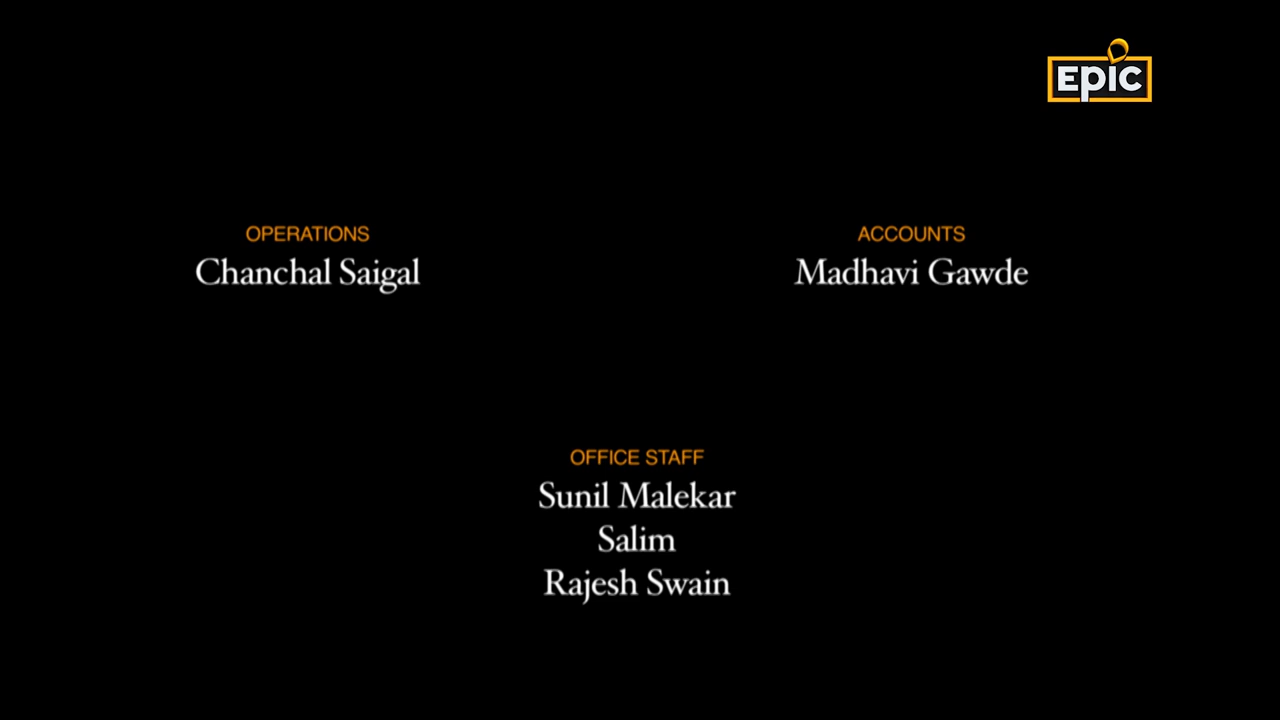 EPIC
OPERATIONS
Chanchal Saigal
ACCOUNTS
Madhavi Gawde
OFFICE STAFF
Sunil Malekar
Salim
Rajesh Swain